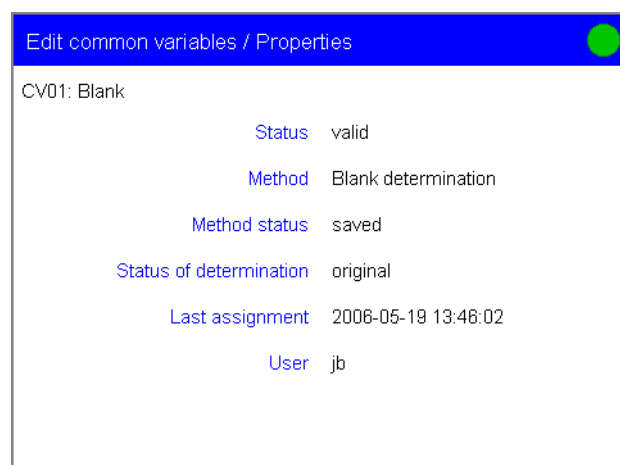 Edit common variables / Properties
CV01: Blank
Status valid
Method Blank determination
Method status saved
Status of determination original
Last assignment 2006-05-19 13:46:02
User jb